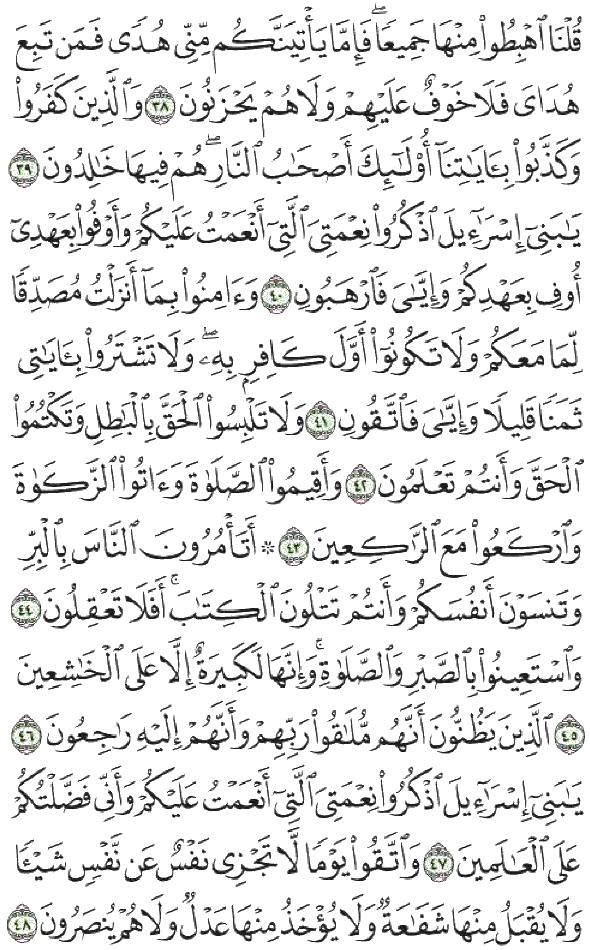 قُلْنَا ٱهْبِطُوا۟ مِنْهَا جَمِيعًا ۖ فَإِمَّا يَأْتِيَنَّكُم مِّنِّى هُدًى فَمَن تَبِعَ
هُدَاىَ فَلَا خَوْفٌ عَلَيْهِمْ وَلَا هُمْ يَحْزَنُونَ ٣٨ وَٱلَّذِينَ كَفَرُوا۟
وَكَذَّبُوا۟ بِـَٔايَـٰتِنَآ أُو۟لَـٰٓئِكَ أَصْحَـٰبُ ٱلنَّارِ ۖ هُمْ فِيهَا خَـٰلِدُونَ ٣٩
يَـٰبَنِىٓ إِسْرَٰٓءِيلَ ٱذْكُرُوا۟ نِعْمَتِىَ ٱلَّتِىٓ أَنْعَمْتُ عَلَيْكُمْ وَأَوْفُوا۟ بِعَهْدِىٓ
أُوفِ بِعَهْدِكُمْ وَإِيَّـٰىَ فَٱرْهَبُونِ ٤٠ وَءَامِنُوا۟ بِمَآ أَنزَلْتُ مُصَدِّقًا
لِّمَا مَعَكُمْ وَلَا تَكُونُوٓا۟ أَوَّلَ كَافِرٍۭ بِهِۦ ۖ وَلَا تَشْتَرُوا۟ بِـَٔايَـٰتِى
ثَمَنًا قَلِيلًا وَإِيَّـٰىَ فَٱتَّقُونِ ٤١ وَلَا تَلْبِسُوا۟ ٱلْحَقَّ بِٱلْبَـٰطِلِ وَتَكْتُمُوا۟
ٱلْحَقَّ وَأَنتُمْ تَعْلَمُونَ ٤٢ وَأَقِيمُوا۟ ٱلصَّلَوٰةَ وَءَاتُوا۟ ٱلزَّكَوٰةَ
وَٱرْكَعُوا۟ مَعَ ٱلرَّٰكِعِينَ ٤٣ ۞ أَتَأْمُرُونَ ٱلنَّاسَ بِٱلْبِرِّ
وَتَنسَوْنَ أَنفُسَكُمْ وَأَنتُمْ تَتْلُونَ ٱلْكِتَـٰبَ ۚ أَفَلَا تَعْقِلُونَ ٤٤
وَٱسْتَعِينُوا۟ بِٱلصَّبْرِ وَٱلصَّلَوٰةِ ۚ وَإِنَّهَا لَكَبِيرَةٌ إِلَّا عَلَى ٱلْخَـٰشِعِينَ
٤٥ ٱلَّذِينَ يَظُنُّونَ أَنَّهُم مُّلَـٰقُوا۟ رَبِّهِمْ وَأَنَّهُمْ إِلَيْهِ رَٰجِعُونَ ٤٦
يَـٰبَنِىٓ إِسْرَٰٓءِيلَ ٱذْكُرُوا۟ نِعْمَتِىَ ٱلَّتِىٓ أَنْعَمْتُ عَلَيْكُمْ وَأَنِّى فَضَّلْتُكُمْ
عَلَى ٱلْعَـٰلَمِينَ ٤٧ وَٱتَّقُوا۟ يَوْمًا لَّا تَجْزِى نَفْسٌ عَن نَّفْسٍ شَيْـًٔا
وَلَا يُقْبَلُ مِنْهَا شَفَـٰعَةٌ وَلَا يُؤْخَذُ مِنْهَا عَدْلٌ وَلَا هُمْ يُنصَرُونَ ٤٨